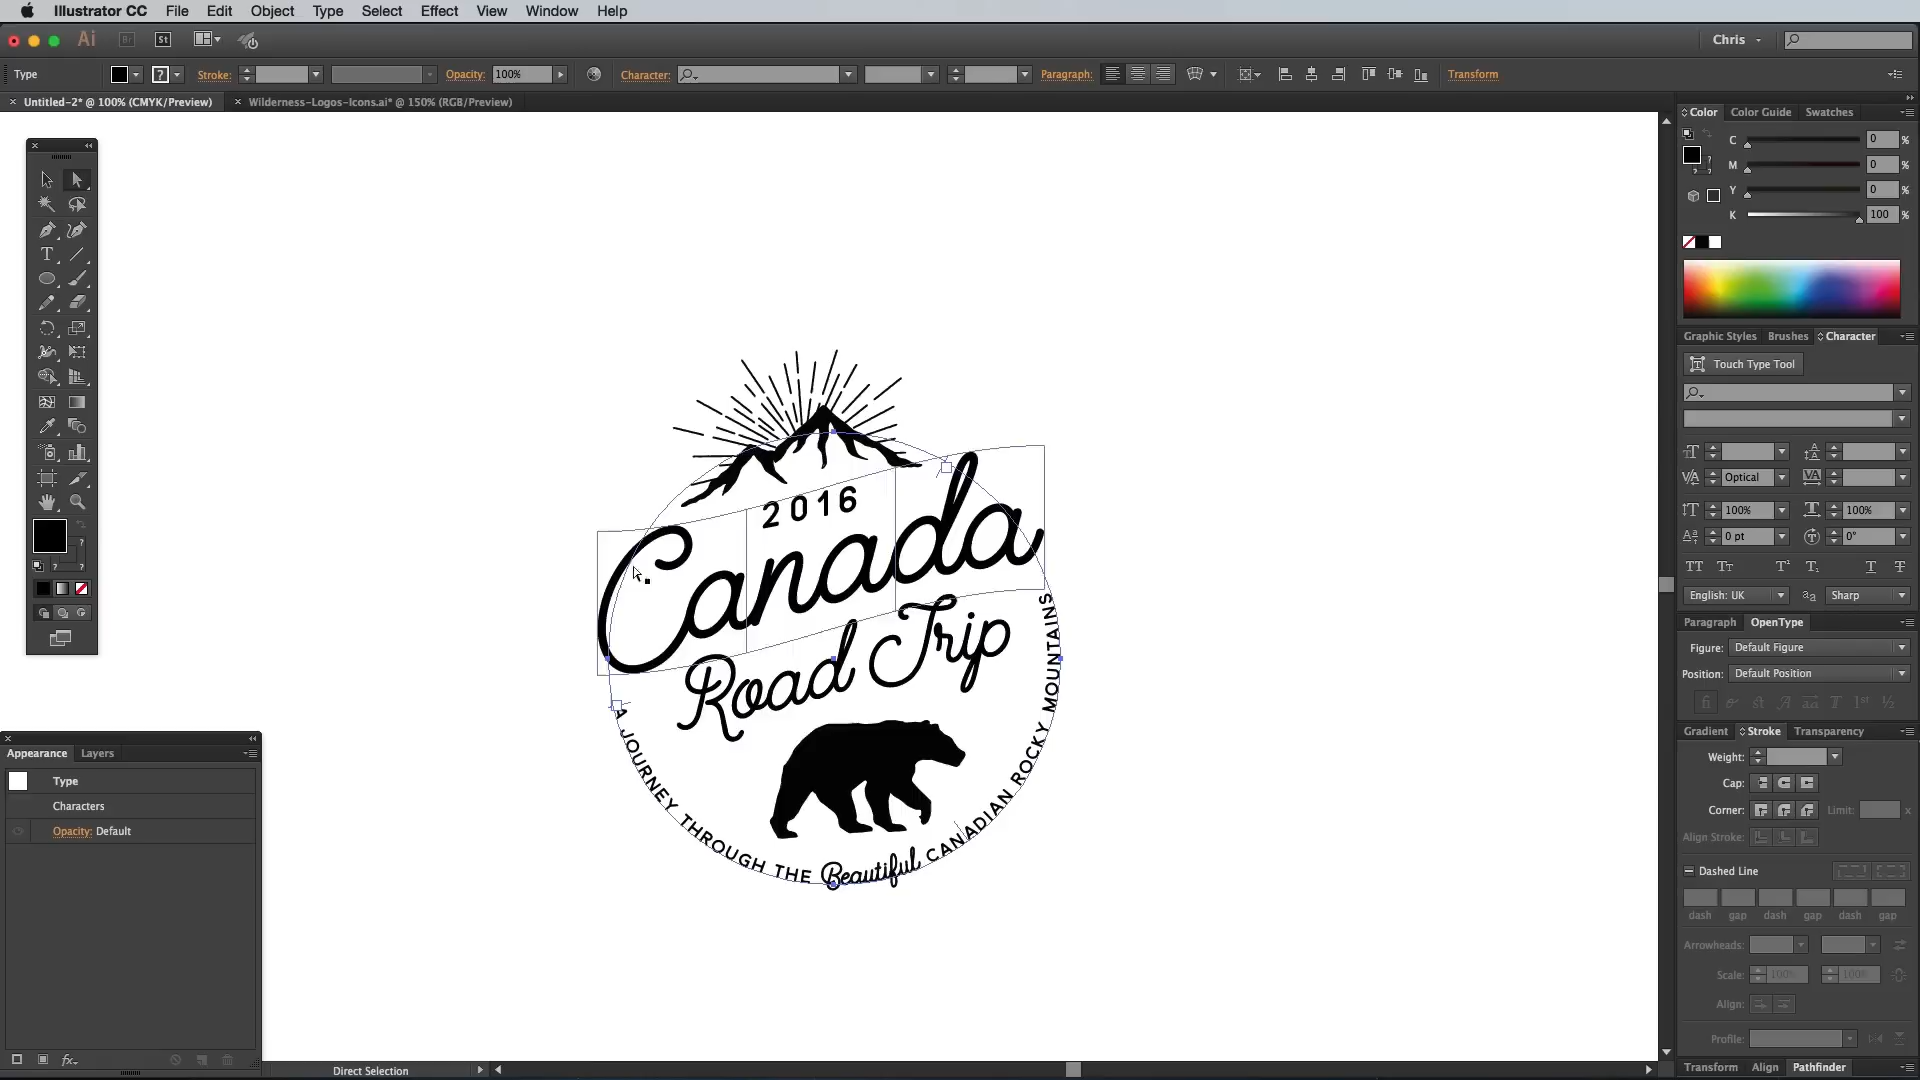 Illustrator CC File Edit Object Type Select Effect View Window Help
Ai Br St Chris
Type Stroke: Opacity: 100% Character: Paragraph: Transform
Untitled-2* @ 100% (CMYK/Preview) Wilderness-Logos-Icons.ai* @ 150% (RGB/Preview)
Color Color Guide Swatches
C 0 %
M 0 %
Y 0 %
K 100 %
Graphic Styles Brushes Character
Touch Type Tool
Optical
100% 100%
0 pt 0°
English: UK Sharp
Paragraph OpenType
Figure: Default Figure
Position: Default Position
Gradient Stroke Transparency
Weight:
Cap:
Corner: Limit: x
Align Stroke:
Dashed Line
dash gap dash gap dash gap
Arrowheads:
Scale: 100% 100%
Align:
Profile:
Transform Align Pathfinder
2016
Canada
Road Trip
A JOURNEY THROUGH THE Beautiful CANADIAN ROCKY MOUNTAINS
Appearance Layers
Type
Characters
Opacity: Default
fx
Direct Selection